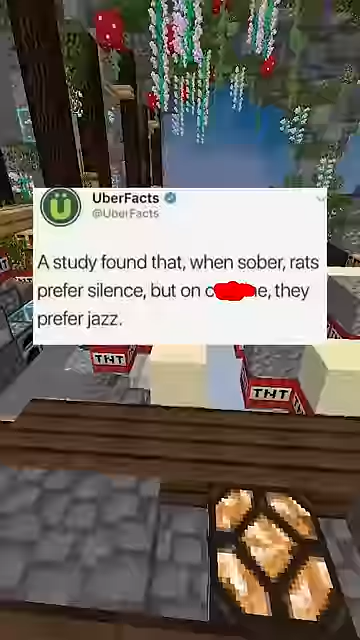 UberFacts
@UberFacts
A study found that, when sober, rats
prefer silence, but on c e, they
prefer jazz.
TNT
TNT